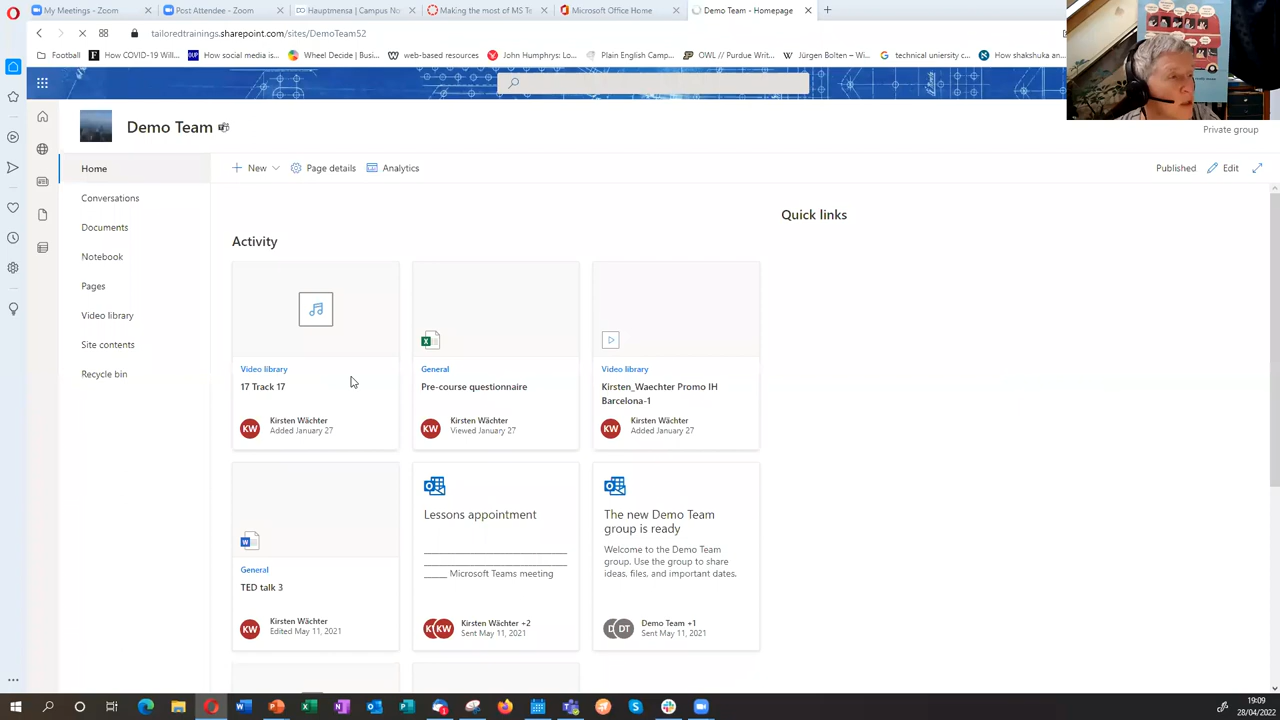 My Meetings - Zoom
Post Attendee - Zoom
Hauptmensa | Campus No
Making the most of MS Te
Microsoft Office Home
Demo Team - Homepage
tailoredtrainings.sharepoint.com/sites/DemoTeam52
Football
How COVID-19 Will...
How social media is...
Wheel Decide | Busi...
web-based resources
John Humphrys: Lo...
Plain English Camp...
OWL // Purdue Writ...
Jürgen Bolten – Wi...
technical university c...
How shakshuka an...
Demo Team
Private group
Home
Conversations
Documents
Notebook
Pages
Video library
Site contents
Recycle bin
New
Page details
Analytics
Published
Edit
Quick links
Activity
Video library
17 Track 17
KW
Kirsten Wächter
Added January 27
General
Pre-course questionnaire
KW
Kirsten Wächter
Viewed January 27
Video library
Kirsten_Waechter Promo IH
Barcelona-1
KW
Kirsten Wächter
Added January 27
General
TED talk 3
KW
Kirsten Wächter
Edited May 11, 2021
Lessons appointment
Microsoft Teams meeting
KW
Kirsten Wächter +2
Sent May 11, 2021
The new Demo Team
group is ready
Welcome to the Demo Team
group. Use the group to share
ideas, files, and important dates.
DT
Demo Team +1
Sent May 11, 2021
19:09
28/04/2022